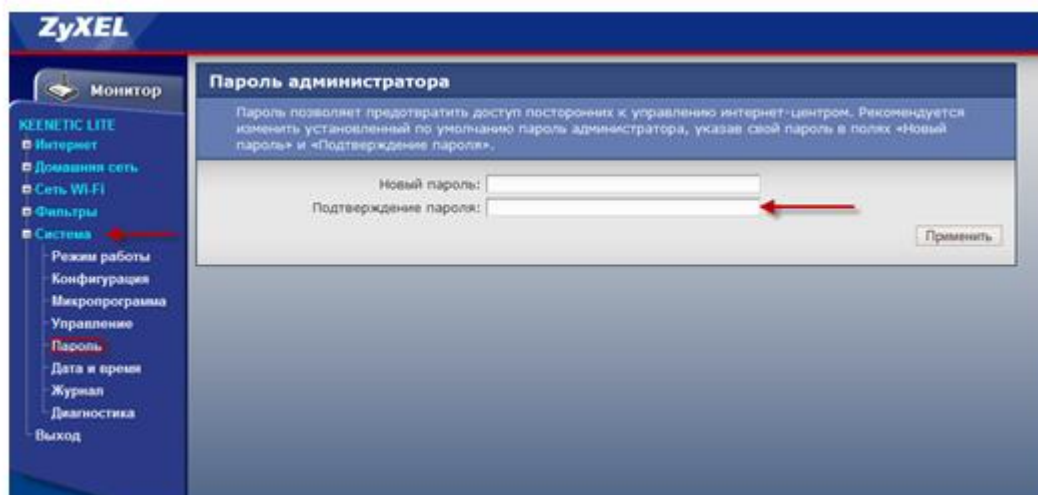 ZyXEL
Монитор
KEENETIC LITE
Интернет
Домашняя сеть
Сеть Wi-Fi
Фильтры
Система
Режим работы
Конфигурация
Микропрограмма
Управление
Пароль
Дата и время
Журнал
Диагностика
Выход
Пароль администратора
Пароль позволяет предотвратить доступ посторонних к управлению интернет-центром. Рекомендуется
изменить установленный по умолчанию пароль администратора, указав свой пароль в полях «Новый
пароль» и «Подтверждение пароля».
Новый пароль:
Подтверждение пароля:
Применить